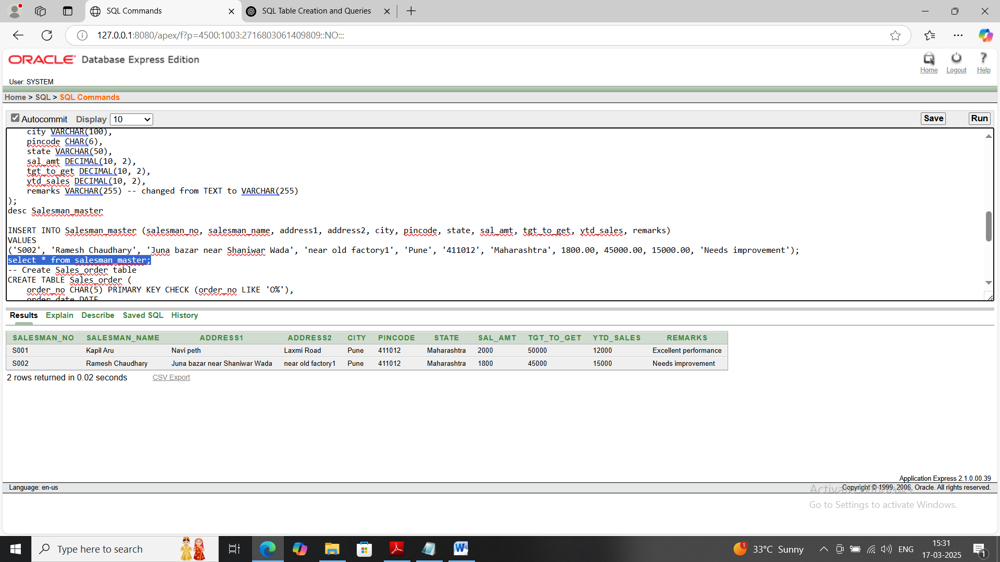 SQL Commands
SQL Table Creation and Queries
127.0.0.1:8080/apex/f?p=4500:1003:2716803061409809::NO:::
ORACLE Database Express Edition
Home Logout Help
User: SYSTEM
Home > SQL > SQL Commands
Autocommit Display 10 Save Run
city VARCHAR(100),
pincode CHAR(6),
state VARCHAR(50),
sal_amt DECIMAL(10, 2),
tgt_to_get DECIMAL(10, 2),
ytd_sales DECIMAL(10, 2),
remarks VARCHAR(255) -- changed from TEXT to VARCHAR(255)
);
desc Salesman_master
INSERT INTO Salesman_master (salesman_no, salesman_name, address1, address2, city, pincode, state, sal_amt, tgt_to_get, ytd_sales, remarks)
VALUES
('S002', 'Ramesh Chaudhary', 'Juna bazar near Shaniwar Wada', 'near old factory1', 'Pune', '411012', 'Maharashtra', 1800.00, 45000.00, 15000.00, 'Needs improvement');
select * from salesman_master;
-- Create Sales_order table
CREATE TABLE Sales_order (
order_no CHAR(5) PRIMARY KEY CHECK (order_no LIKE 'O%'),
order_date DATE
Results Explain Describe Saved SQL History
SALESMAN_NO SALESMAN_NAME ADDRESS1 ADDRESS2 CITY PINCODE STATE SAL_AMT TGT_TO_GET YTD_SALES REMARKS
S001 Kapil Aru Navi peth Laxmi Road Pune 411012 Maharashtra 2000 50000 12000 Excellent performance
S002 Ramesh Chaudhary Juna bazar near Shaniwar Wada near old factory1 Pune 411012 Maharashtra 1800 45000 15000 Needs improvement
2 rows returned in 0.02 seconds CSV Export
Application Express 2.1.0.00.39
Language: en-us Copyright © 1999, 2006, Oracle. All rights reserved.
Activate Windows
Go to Settings to activate Windows.
Type here to search
1 33°C Sunny
ENG
15:31
17-03-2025
1